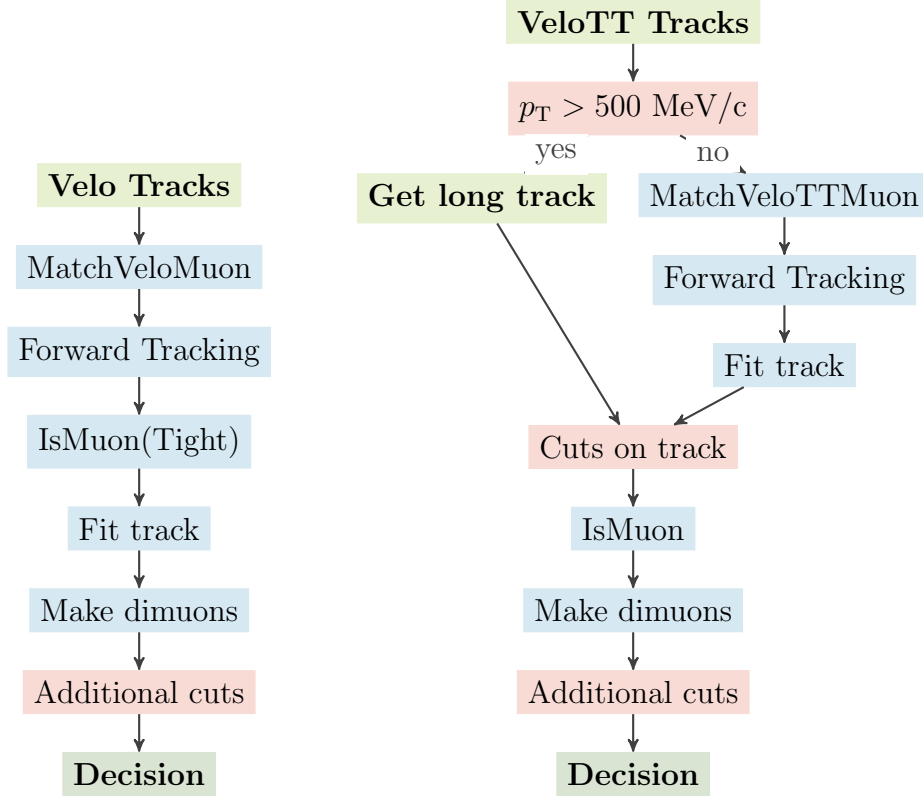 Velo Tracks
MatchVeloMuon
Forward Tracking
IsMuon(Tight)
Fit track
Make dimuons
Additional cuts
Decision
VeloTT Tracks
p_T > 500 MeV/c
yes
no
Get long track
MatchVeloTTMuon
Forward Tracking
Fit track
Cuts on track
IsMuon
Make dimuons
Additional cuts
Decision